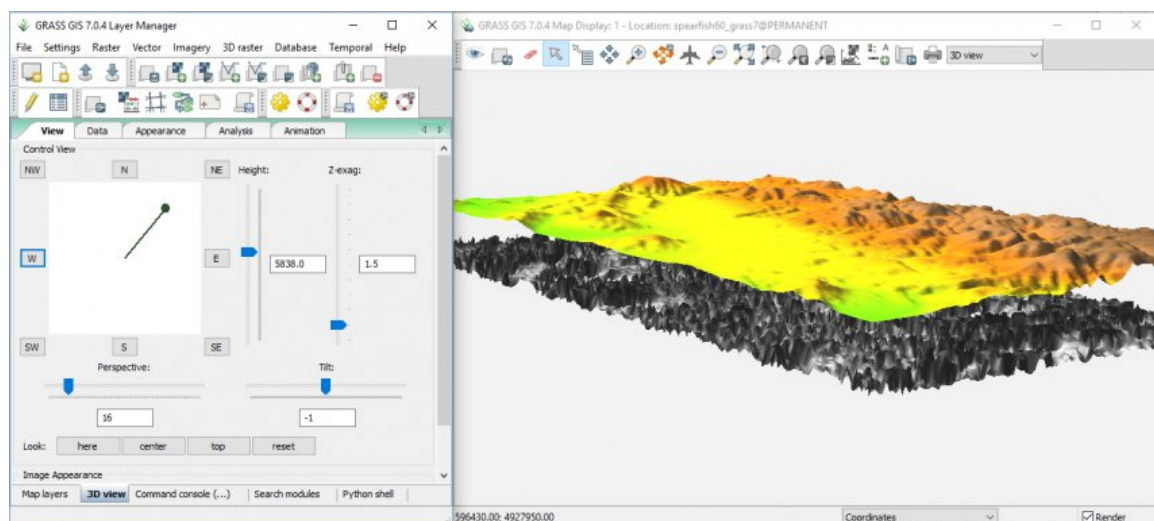 GRASS GIS 7.0.4 Layer Manager
File Settings Raster Vector Imagery 3D raster Database Temporal Help
View Data Appearance Analysis Animation
Control View
NW N NE Height: Z-exag:
W E 5838.0 1.5
SW S SE
Perspective: Tilt:
16 -1
Look: here center top reset
Image Appearance
Map layers 3D view Command console (...) Search modules Python shell
GRASS GIS 7.0.4 Map Display: 1 - Location: spearfish60_grass7@PERMANENT
3D view
596430.00; 4927950.00 Coordinates Render